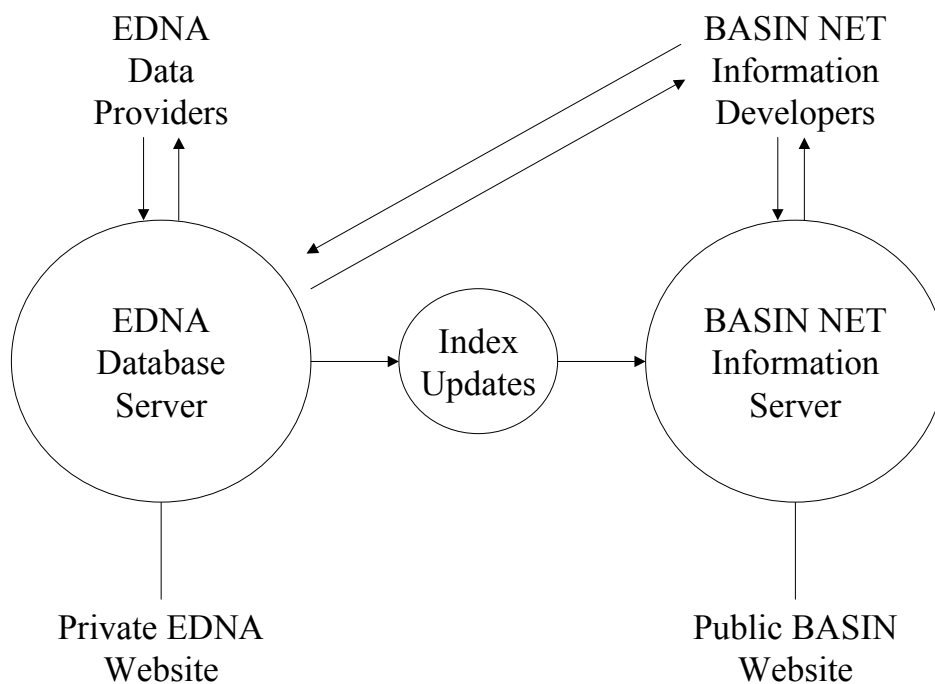 EDNA
Data
Providers
BASIN NET
Information
Developers
EDNA
Database
Server
Index
Updates
BASIN NET
Information
Server
Private EDNA
Website
Public BASIN
Website